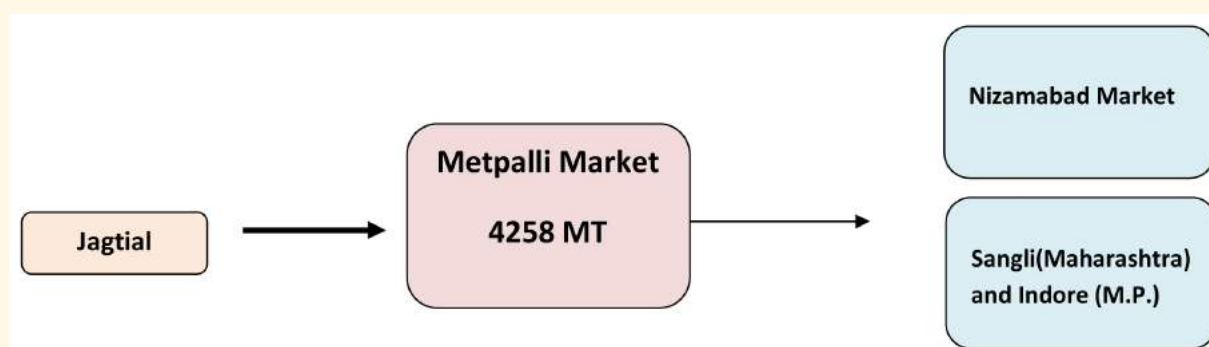 Jagtial
Metpalli Market
4258 MT
Nizamabad Market
Sangli(Maharashtra)
and Indore (M.P.)